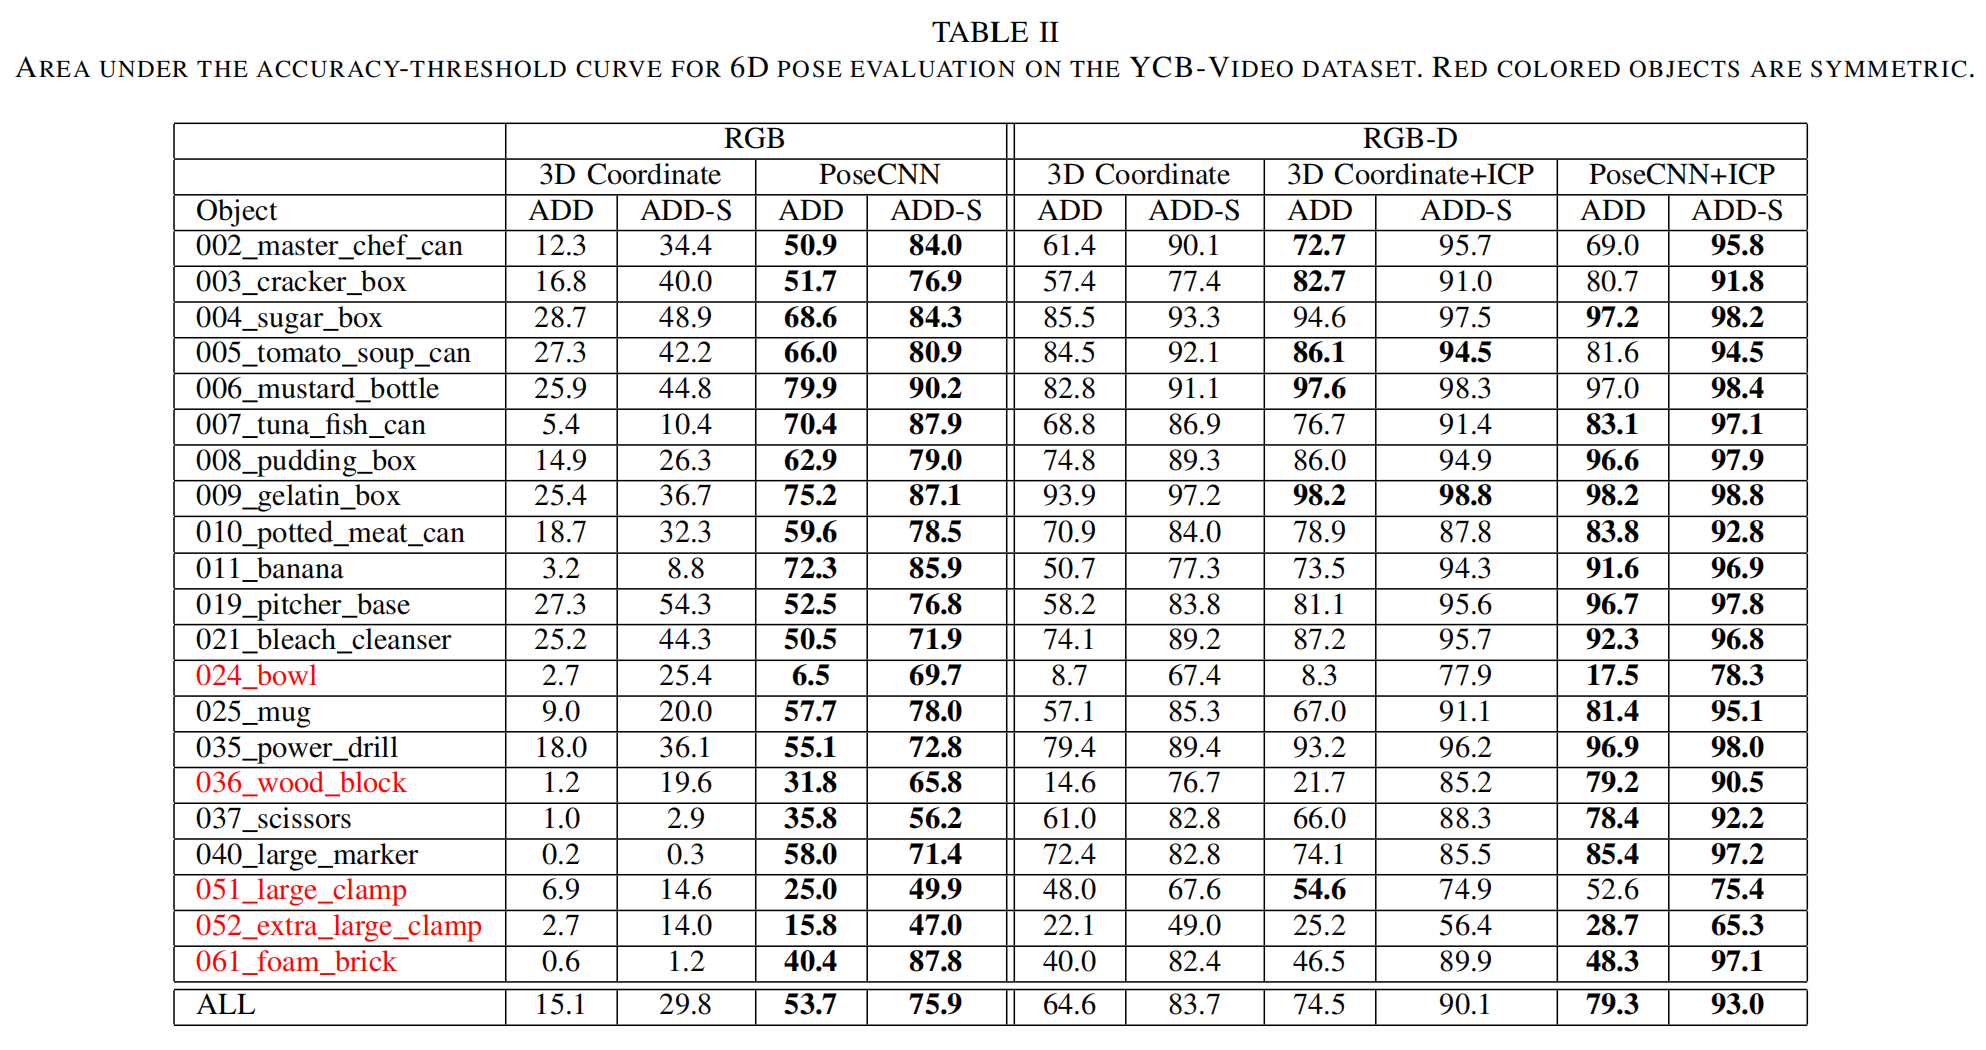 TABLE II
AREA UNDER THE ACCURACY-THRESHOLD CURVE FOR 6D POSE EVALUATION ON THE YCB-VIDEO DATASET. RED COLORED OBJECTS ARE SYMMETRIC.
RGB RGB-D
3D Coordinate PoseCNN 3D Coordinate 3D Coordinate+ICP PoseCNN+ICP
Object ADD ADD-S ADD ADD-S ADD ADD-S ADD ADD-S ADD ADD-S
002_master_chef_can 12.3 34.4 50.9 84.0 61.4 90.1 72.7 95.7 69.0 95.8
003_cracker_box 16.8 40.0 51.7 76.9 57.4 77.4 82.7 91.0 80.7 91.8
004_sugar_box 28.7 48.9 68.6 84.3 85.5 93.3 94.6 97.5 97.2 98.2
005_tomato_soup_can 27.3 42.2 66.0 80.9 84.5 92.1 86.1 94.5 81.6 94.5
006_mustard_bottle 25.9 44.8 79.9 90.2 82.8 91.1 97.6 98.3 97.0 98.4
007_tuna_fish_can 5.4 10.4 70.4 87.9 68.8 86.9 76.7 91.4 83.1 97.1
008_pudding_box 14.9 26.3 62.9 79.0 74.8 89.3 86.0 94.9 96.6 97.9
009_gelatin_box 25.4 36.7 75.2 87.1 93.9 97.2 98.2 98.8 98.2 98.8
010_potted_meat_can 18.7 32.3 59.6 78.5 70.9 84.0 78.9 87.8 83.8 92.8
011_banana 3.2 8.8 72.3 85.9 50.7 77.3 73.5 94.3 91.6 96.9
019_pitcher_base 27.3 54.3 52.5 76.8 58.2 83.8 81.1 95.6 96.7 97.8
021_bleach_cleanser 25.2 44.3 50.5 71.9 74.1 89.2 87.2 95.7 92.3 96.8
024_bowl 2.7 25.4 6.5 69.7 8.7 67.4 8.3 77.9 17.5 78.3
025_mug 9.0 20.0 57.7 78.0 57.1 85.3 67.0 91.1 81.4 95.1
035_power_drill 18.0 36.1 55.1 72.8 79.4 89.4 93.2 96.2 96.9 98.0
036_wood_block 1.2 19.6 31.8 65.8 14.6 76.7 21.7 85.2 79.2 90.5
037_scissors 1.0 2.9 35.8 56.2 61.0 82.8 66.0 88.3 78.4 92.2
040_large_marker 0.2 0.3 58.0 71.4 72.4 82.8 74.1 85.5 85.4 97.2
051_large_clamp 6.9 14.6 25.0 49.9 48.0 67.6 54.6 74.9 52.6 75.4
052_extra_large_clamp 2.7 14.0 15.8 47.0 22.1 49.0 25.2 56.4 28.7 65.3
061_foam_brick 0.6 1.2 40.4 87.8 40.0 82.4 46.5 89.9 48.3 97.1
ALL 15.1 29.8 53.7 75.9 64.6 83.7 74.5 90.1 79.3 93.0